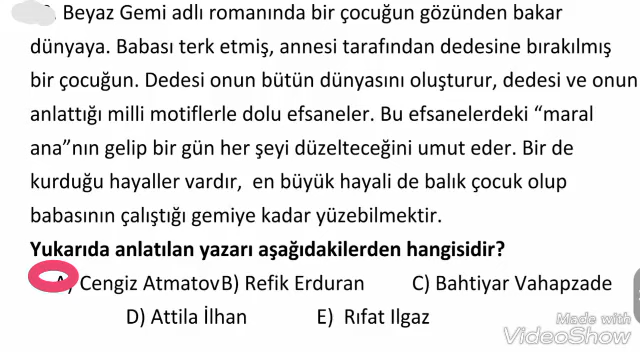 Beyaz Gemi adlı romanında bir çocuğun gözünden bakar
dünyaya. Babası terk etmiş, annesi tarafından dedesine bırakılmış
bir çocuğun. Dedesi onun bütün dünyasını oluşturur, dedesi ve onun
anlattığı milli motiflerle dolu efsaneler. Bu efsanelerdeki “maral
ana”nın gelip bir gün her şeyi düzelteceğini umut eder. Bir de
kurduğu hayaller vardır, en büyük hayali de balık çocuk olup
babasının çalıştığı gemiye kadar yüzebilmektir.
Yukarıda anlatılan yazarı aşağıdakilerden hangisidir?
A) Cengiz AtmatovB) Refik Erduran C) Bahtiyar Vahapzade
D) Attila İlhan E) Rıfat Ilgaz
Made with
VideoShow